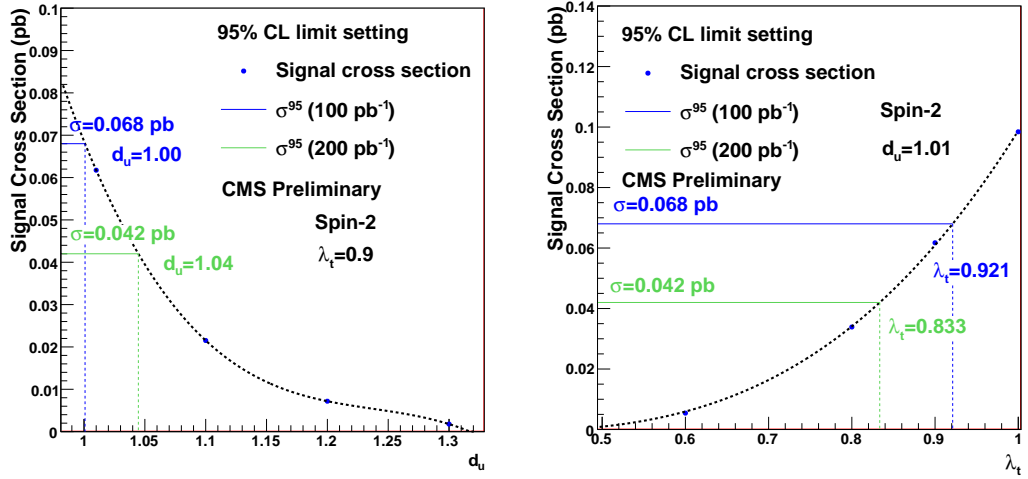 Signal Cross Section (pb)
0.1
0.09
0.08
0.07
0.06
0.05
0.04
0.03
0.02
0.01
0
95% CL limit setting
Signal cross section
σ⁹⁵ (100 pb⁻¹)
σ⁹⁵ (200 pb⁻¹)
CMS Preliminary
Spin-2
λₜ=0.9
σ=0.068 pb
dᵤ=1.00
σ=0.042 pb
dᵤ=1.04
1 1.05 1.1 1.15 1.2 1.25 1.3
dᵤ
Signal Cross Section (pb)
0.14
0.12
0.1
0.08
0.06
0.04
0.02
0
95% CL limit setting
Signal cross section
σ⁹⁵ (100 pb⁻¹) Spin-2
σ⁹⁵ (200 pb⁻¹) dᵤ=1.01
CMS Preliminary
σ=0.068 pb
λₜ=0.921
σ=0.042 pb
λₜ=0.833
0.5 0.6 0.7 0.8 0.9 1
λₜ